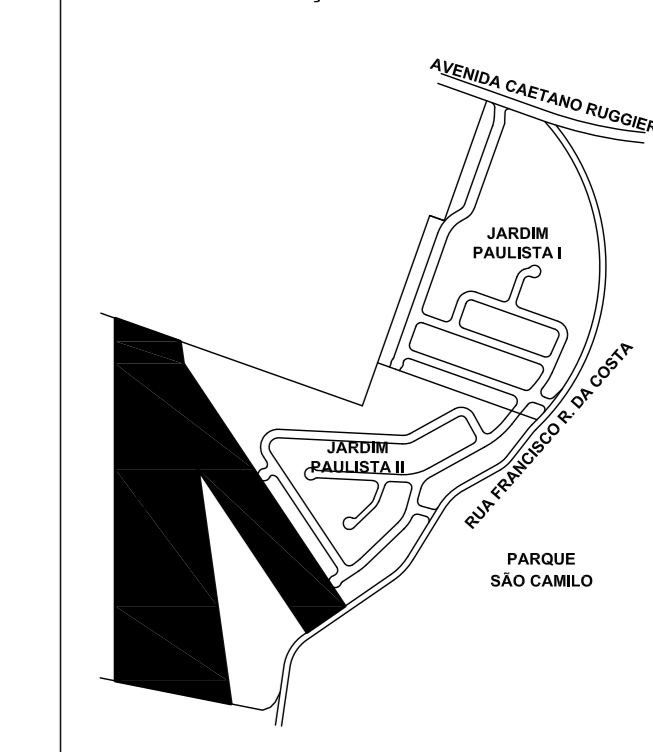 AVENIDA CAETANO RUGGIER
JARDIM
PAULISTA I
RUA FRANCISCO R. DA COSTA
JARDIM
PAULISTA II
PARQUE
SÃO CAMILO